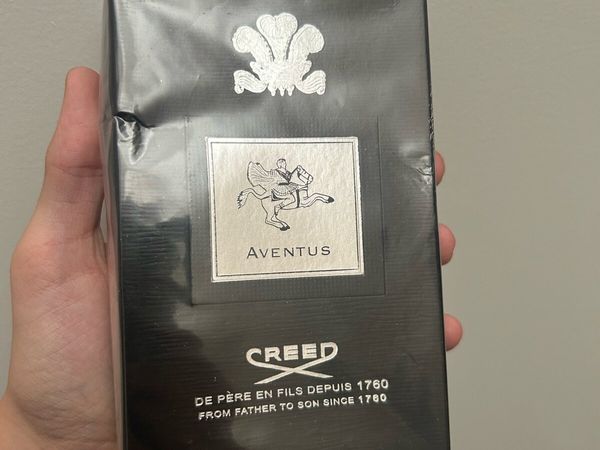 AVENTUS
CREED
DE PÈRE EN FILS DEPUIS 1760
FROM FATHER TO SON SINCE 1760